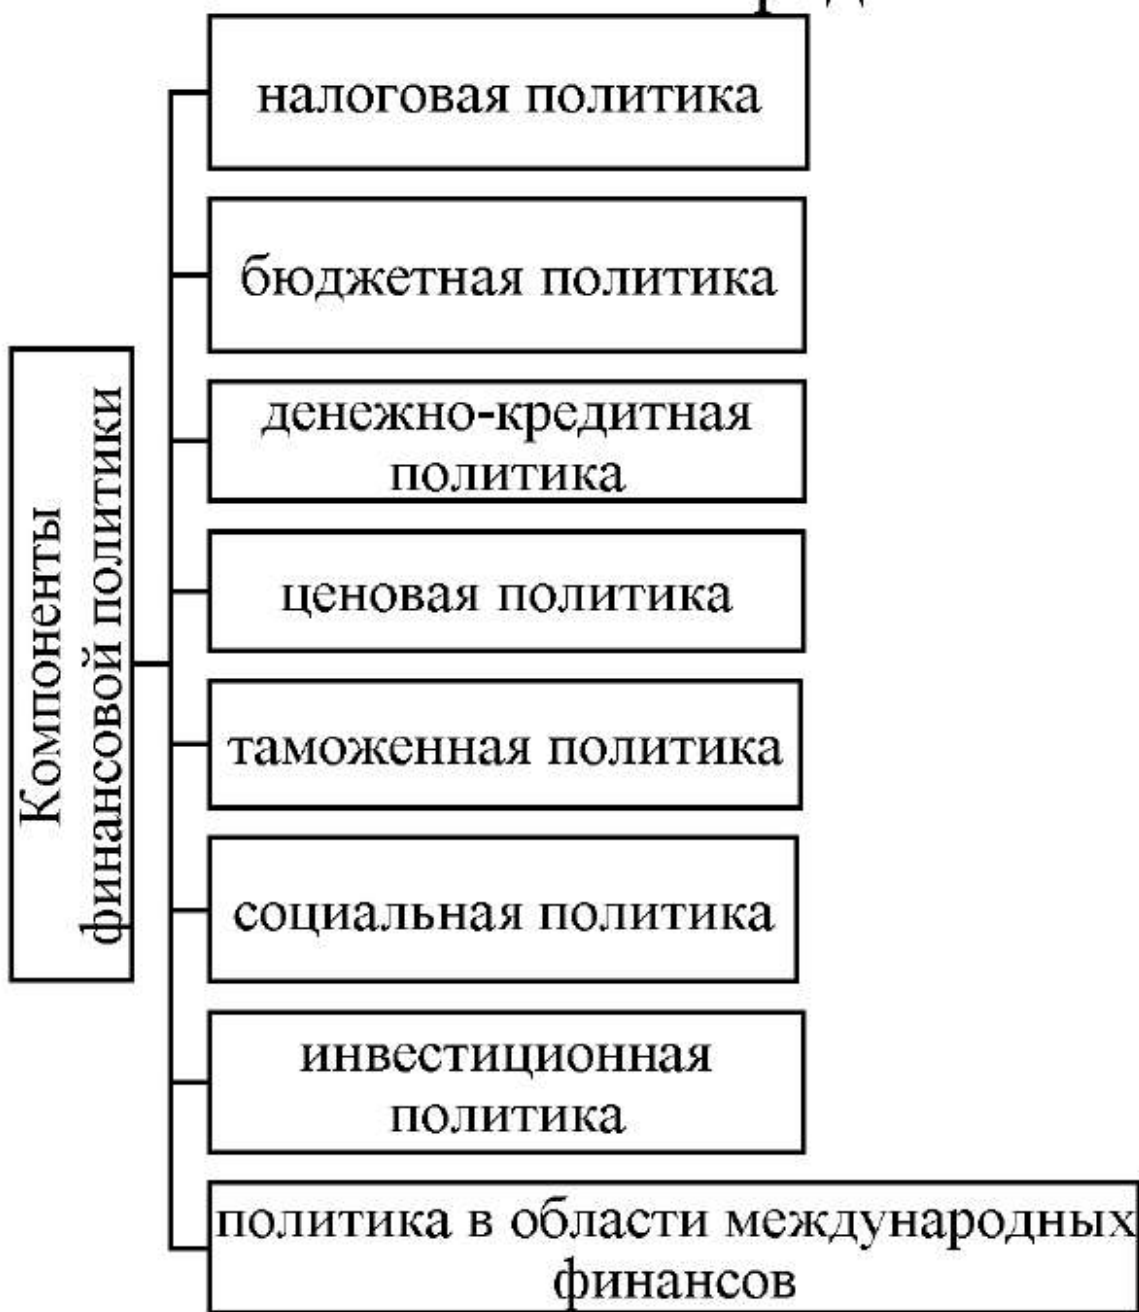 Компоненты
финансовой политики
налоговая политика
бюджетная политика
денежно-кредитная
политика
ценовая политика
таможенная политика
социальная политика
инвестиционная
политика
политика в области международных
финансов